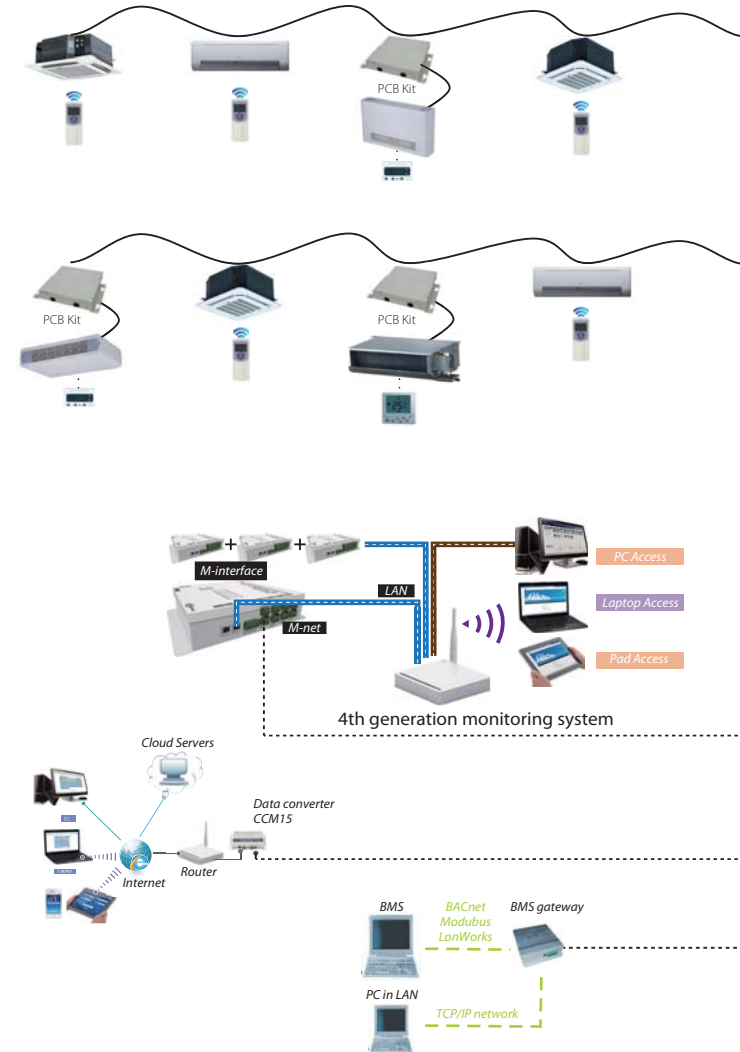 PCB Kit
PCB Kit
PCB Kit
M-interface
LAN
M-net
PC Access
Laptop Access
Pad Access
4th generation monitoring system
Cloud Servers
PC
Laptop
Internet
Router
Data converter
CCM15
BMS
BACnet
Modubus
LonWorks
BMS gateway
PC in LAN
TCP/IP network